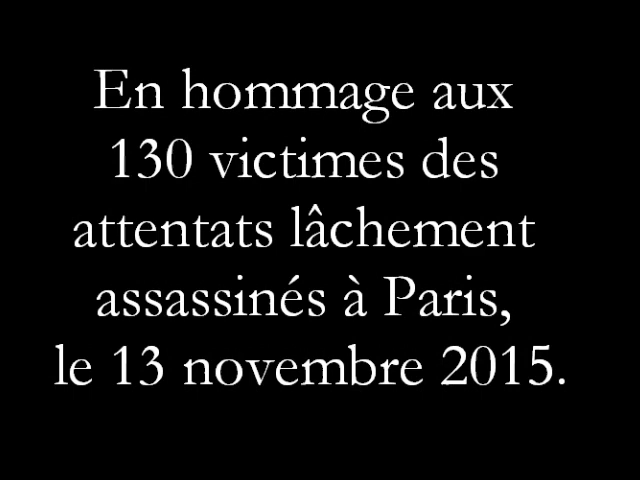 En hommage aux
130 victimes des
attentats lâchement
assassinés à Paris,
le 13 novembre 2015.